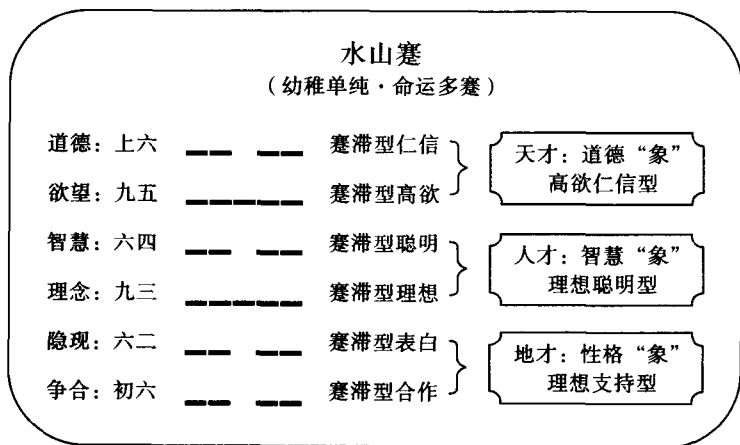 水山蹇
（幼稚单纯·命运多蹇）
道德：上六 蹇滞型仁信
欲望：九五 蹇滞型高欲
天才：道德“象”
高欲仁信型
智慧：六四 蹇滞型聪明
理念：九三 蹇滞型理想
人才：智慧“象”
理想聪明型
隐现：六二 蹇滞型表白
争合：初六 蹇滞型合作
地才：性格“象”
理想支持型